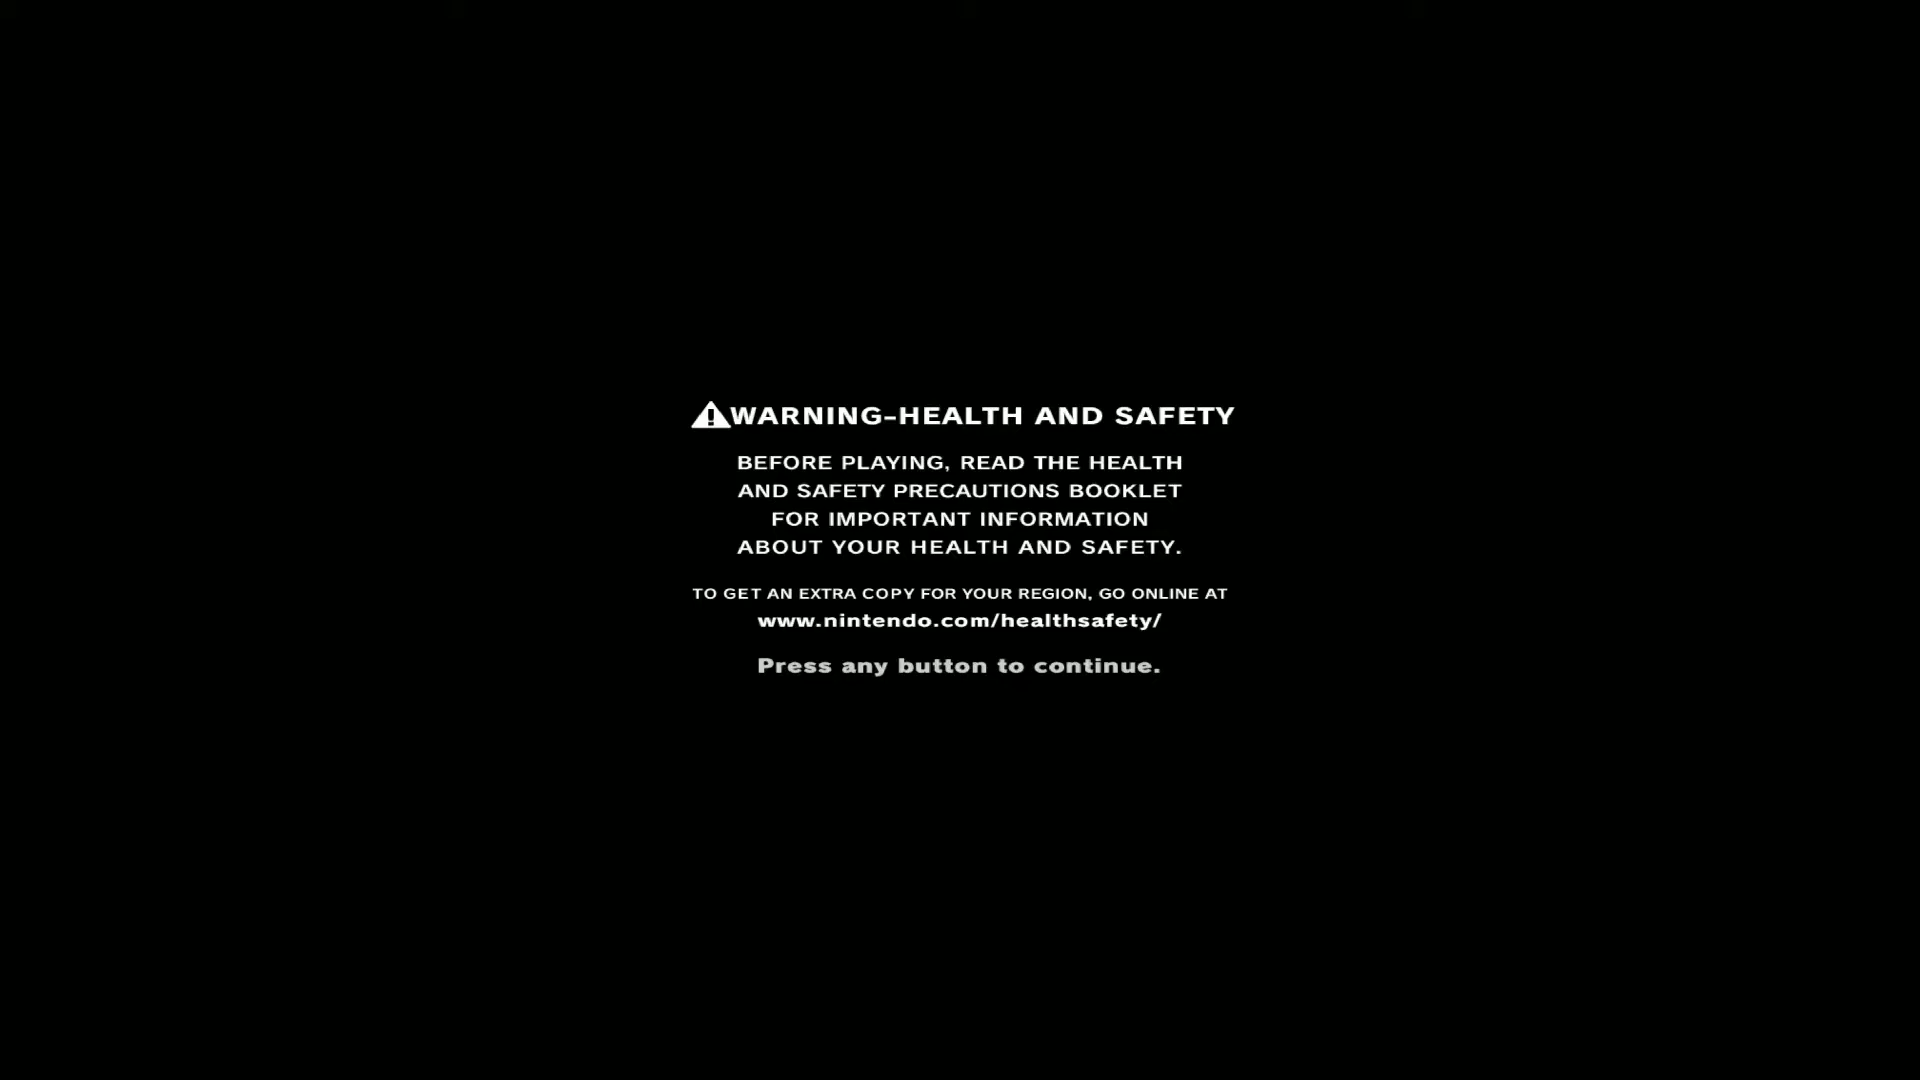 ⚠WARNING-HEALTH AND SAFETY
BEFORE PLAYING, READ THE HEALTH
AND SAFETY PRECAUTIONS BOOKLET
FOR IMPORTANT INFORMATION
ABOUT YOUR HEALTH AND SAFETY.
TO GET AN EXTRA COPY FOR YOUR REGION, GO ONLINE AT
www.nintendo.com/healthsafety/
Press any button to continue.